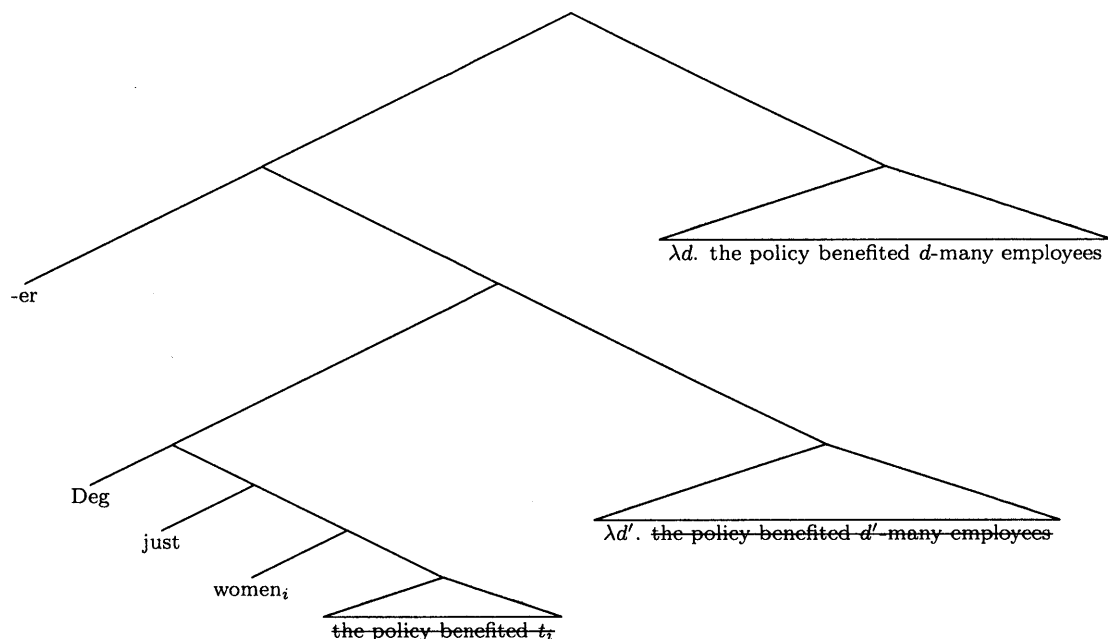 λd. the policy benefited d-many employees
-er
Deg
λd′. the policy benefited d′-many employees
just
women_i
the policy benefited t_i